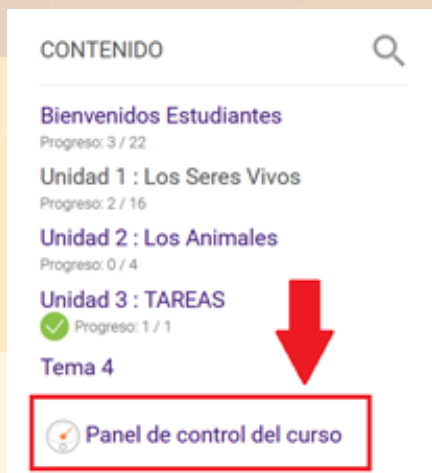 CONTENIDO
Bienvenidos Estudiantes
Progreso: 3 / 22
Unidad 1 : Los Seres Vivos
Progreso: 2 / 16
Unidad 2 : Los Animales
Progreso: 0 / 4
Unidad 3 : TAREAS
Progreso: 1 / 1
Tema 4
Panel de control del curso